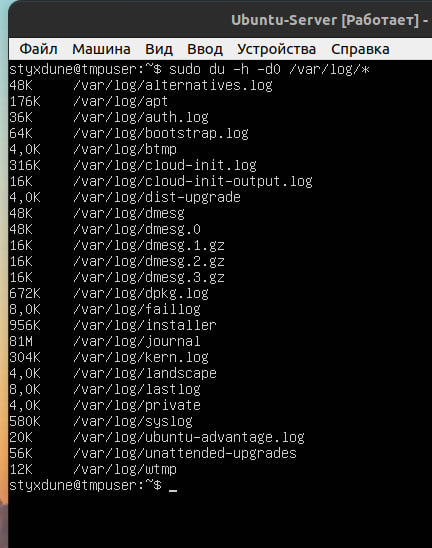 Ubuntu-Server [Работает] -
Файл Машина Вид Ввод Устройства Справка
styxdune@tmpuser:~$ sudo du -h -d0 /var/log/*
48K /var/log/alternatives.log
176K /var/log/apt
36K /var/log/auth.log
64K /var/log/bootstrap.log
4,0K /var/log/btmp
316K /var/log/cloud-init.log
16K /var/log/cloud-init-output.log
4,0K /var/log/dist-upgrade
48K /var/log/dmesg
48K /var/log/dmesg.0
16K /var/log/dmesg.1.gz
16K /var/log/dmesg.2.gz
16K /var/log/dmesg.3.gz
672K /var/log/dpkg.log
8,0K /var/log/faillog
956K /var/log/installer
81M /var/log/journal
304K /var/log/kern.log
4,0K /var/log/landscape
8,0K /var/log/lastlog
4,0K /var/log/private
580K /var/log/syslog
20K /var/log/ubuntu-advantage.log
56K /var/log/unattended-upgrades
12K /var/log/wtmp
styxdune@tmpuser:~$ _